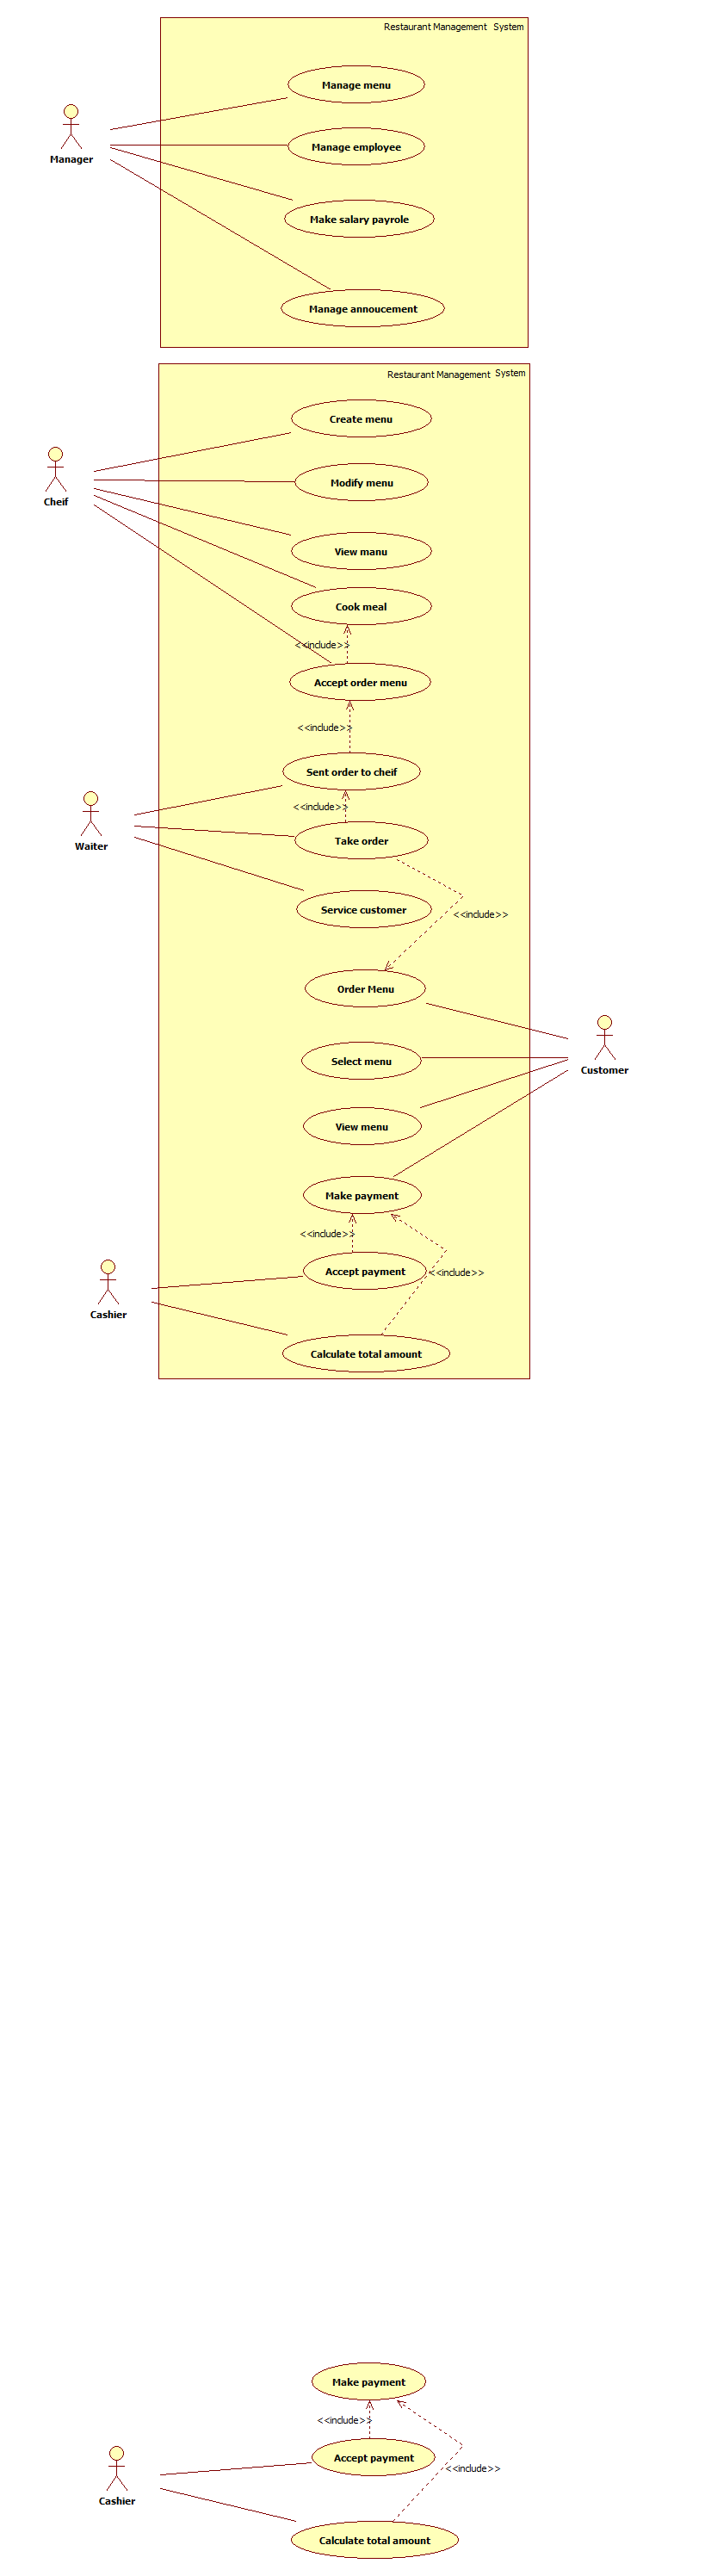 Restaurant Management System
Manage menu
Manager
Manage employee
Make salary payrole
Manage annoucement
Restaurant Management System
Create menu
Modify menu
Cheif
View manu
Cook meal
<<include>>
Accept order menu
<<include>>
Sent order to cheif
<<include>>
Take order
Waiter
Service customer
<<include>>
Order Menu
Select menu
Customer
View menu
Make payment
<<include>>
Accept payment
<<include>>
Cashier
Calculate total amount
Make payment
<<include>>
Accept payment
<<include>>
Cashier
Calculate total amount